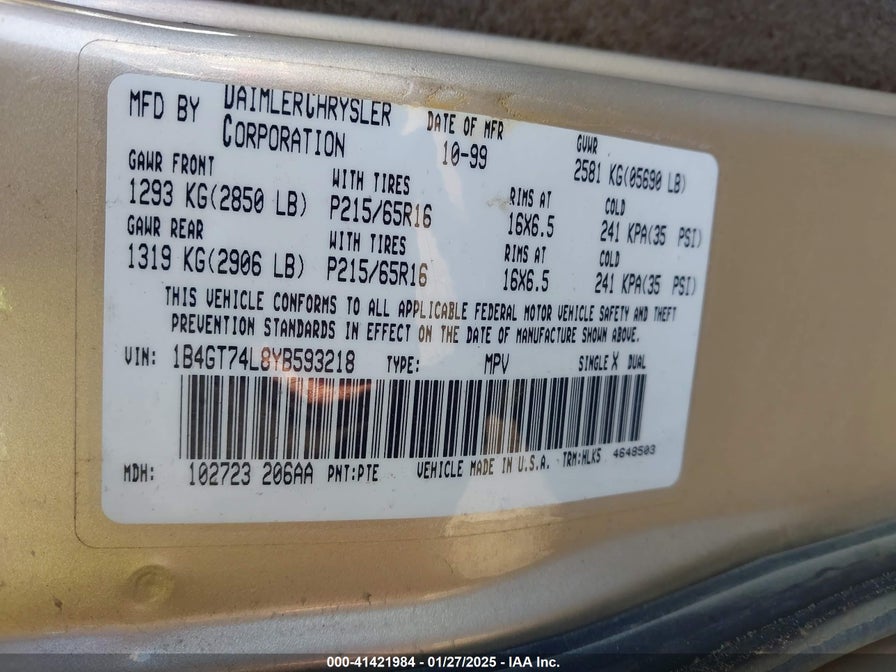 MFD BY DAIMLERCHRYSLER CORPORATION DATE OF MFR 10-99 GVWR 2581 KG(05690 LB)
GAWR FRONT WITH TIRES RIMS AT COLD
1293 KG(2850 LB) P215/65R16 16X6.5 241 KPA(35 PSI)
GAWR REAR WITH TIRES RIMS AT COLD
1319 KG(2906 LB) P215/65R16 16X6.5 241 KPA(35 PSI)
THIS VEHICLE CONFORMS TO ALL APPLICABLE FEDERAL MOTOR VEHICLE SAFETY AND THEFT
PREVENTION STANDARDS IN EFFECT ON THE DATE OF MANUFACTURE SHOWN ABOVE.
VIN: 1B4GT74L8YB593218 TYPE: MPV SINGLE X DUAL
MDH: 102723 206AA PNT:PTE VEHICLE MADE IN U.S.A. TRM:HLKS 4648503
000-41421984 - 01/27/2025 - IAA Inc.